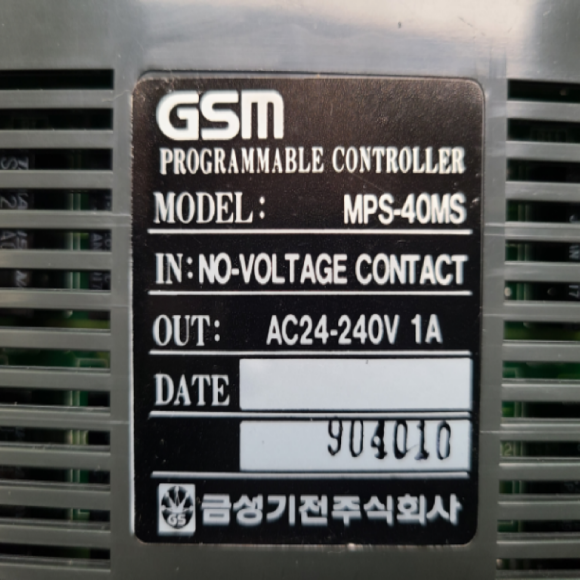 GSM
PROGRAMMABLE CONTROLLER
MODEL: MPS-40MS
IN: NO-VOLTAGE CONTACT
OUT: AC24-240V 1A
DATE
904010
GS 금성기전주식회사